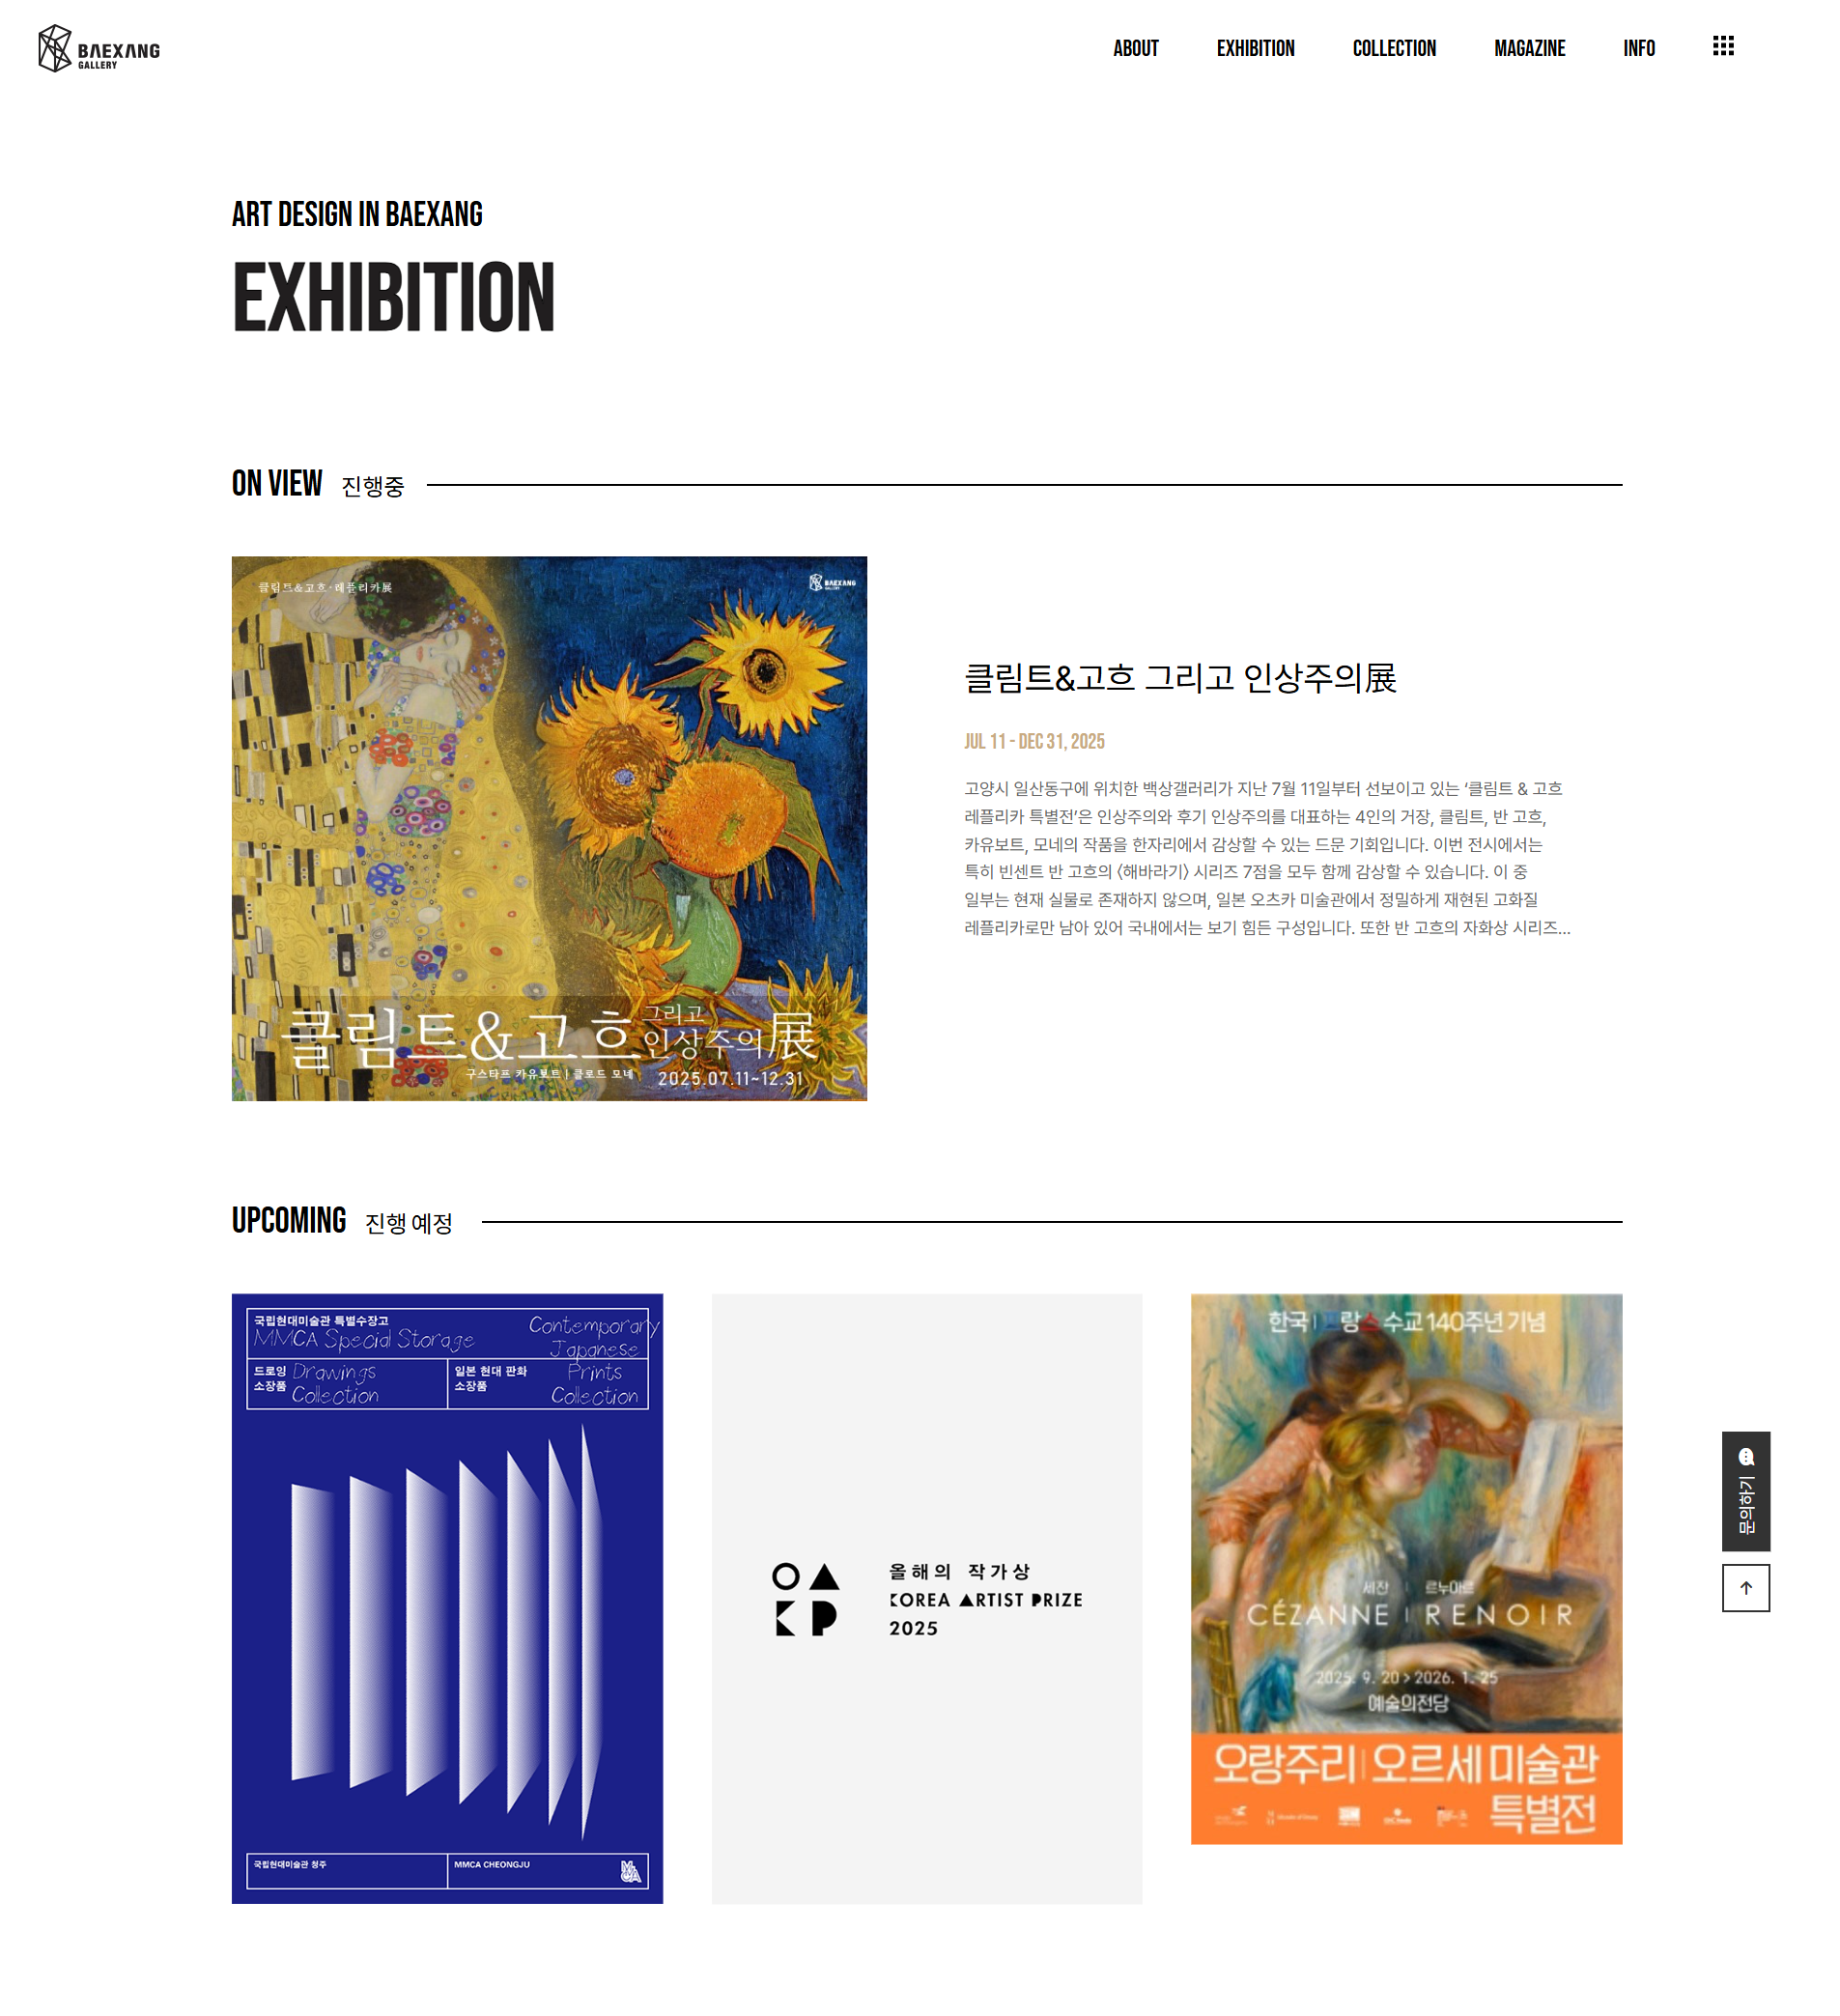 BAEXANG
GALLERY
ABOUT
EXHIBITION
COLLECTION
MAGAZINE
INFO
ART DESIGN IN BAEXANG
EXHIBITION
ON VIEW 진행중
클림트&고흐·레플리카展
BAEXANG
GALLERY
클림트&고흐 그리고 인상주의展
구스타프 카유보트 | 클로드 모네 2025.07.11~12.31
클림트&고흐 그리고 인상주의展
JUL 11 - DEC 31, 2025
고양시 일산동구에 위치한 백상갤러리가 지난 7월 11일부터 선보이고 있는 ‘클림트 & 고흐
레플리카 특별전’은 인상주의와 후기 인상주의를 대표하는 4인의 거장, 클림트, 반 고흐,
카유보트, 모네의 작품을 한자리에서 감상할 수 있는 드문 기회입니다. 이번 전시에서는
특히 빈센트 반 고흐의 〈해바라기〉 시리즈 7점을 모두 함께 감상할 수 있습니다. 이 중
일부는 현재 실물로 존재하지 않으며, 일본 오츠카 미술관에서 정밀하게 재현된 고화질
레플리카로만 남아 있어 국내에서는 보기 힘든 구성입니다. 또한 반 고흐의 자화상 시리즈...
UPCOMING 진행 예정
국립현대미술관 특별수장고
MMCA Special Storage
드로잉
소장품
Drawings
Collection
일본 현대 판화
소장품
Contemporary
Japanese
Prints
Collection
국립현대미술관 청주
MMCA CHEONGJU
MMCA
OAKP
올해의 작가상
KOREA ARTIST PRIZE
2025
한국 | 프랑스 수교 140주년 기념
세잔 | 르누아르
CÉZANNE | RENOIR
2025. 9. 20 > 2026. 1. 25
예술의전당
오랑주리 | 오르세 미술관
특별전
문의하기